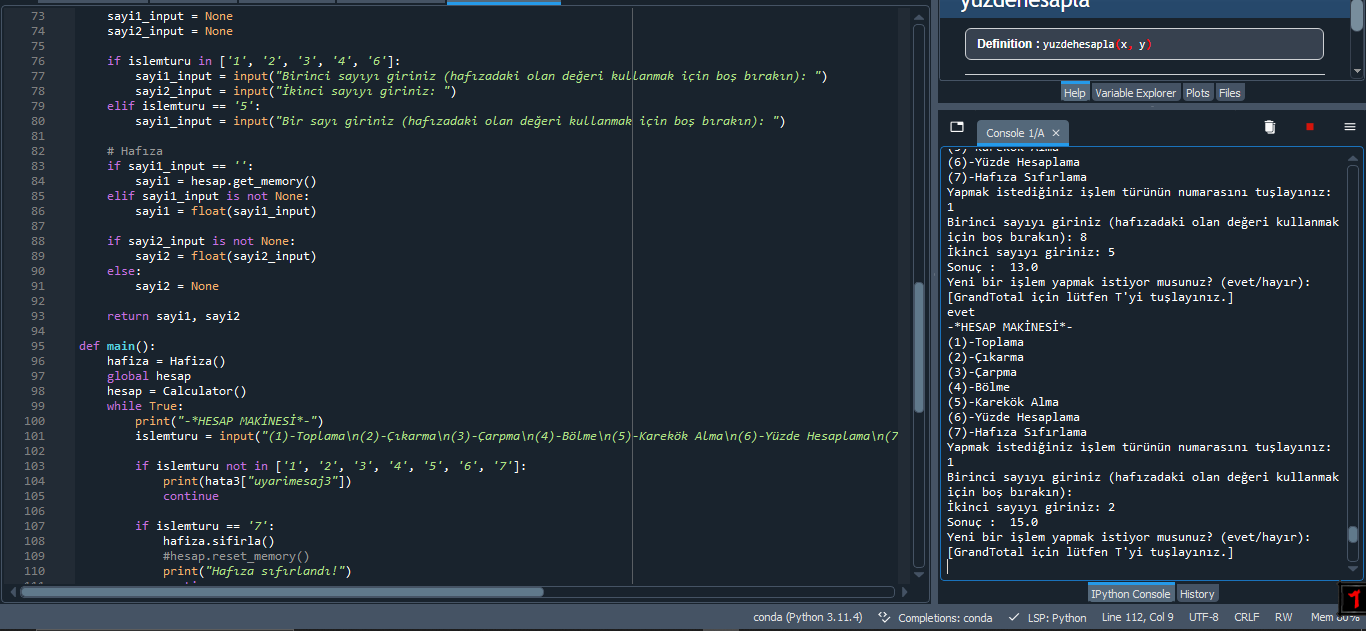 73 sayi1_input = None
74 sayi2_input = None
75
76 if islemturu in ['1', '2', '3', '4', '6']:
77 sayi1_input = input("Birinci sayıyı giriniz (hafızadaki olan değeri kullanmak için boş bırakın): ")
78 sayi2_input = input("İkinci sayıyı giriniz: ")
79 elif islemturu == '5':
80 sayi1_input = input("Bir sayı giriniz (hafızadaki olan değeri kullanmak için boş bırakın): ")
81
82 # Hafıza
83 if sayi1_input == '':
84 sayi1 = hesap.get_memory()
85 elif sayi1_input is not None:
86 sayi1 = float(sayi1_input)
87
88 if sayi2_input is not None:
89 sayi2 = float(sayi2_input)
90 else:
91 sayi2 = None
92
93 return sayi1, sayi2
94
95 def main():
96 hafiza = Hafiza()
97 global hesap
98 hesap = Calculator()
99 while True:
100 print("-*HESAP MAKİNESİ*-")
101 islemturu = input("(1)-Toplama\n(2)-Çıkarma\n(3)-Çarpma\n(4)-Bölme\n(5)-Karekök Alma\n(6)-Yüzde Hesaplama\n(7
102
103 if islemturu not in ['1', '2', '3', '4', '5', '6', '7']:
104 print(hata3["uyarimesaj3"])
105 continue
106
107 if islemturu == '7':
108 hafiza.sifirla()
109 #hesap.reset_memory()
110 print("Hafıza sıfırlandı!")
yuzdehesapla
Definition : yuzdehesapla(x, y)
Help Variable Explorer Plots Files
Console 1/A
(5)-Karekök Alma
(6)-Yüzde Hesaplama
(7)-Hafıza Sıfırlama
Yapmak istediğiniz işlem türünün numarasını tuşlayınız:
1
Birinci sayıyı giriniz (hafızadaki olan değeri kullanmak
için boş bırakın): 8
İkinci sayıyı giriniz: 5
Sonuç :  13.0
Yeni bir işlem yapmak istiyor musunuz? (evet/hayır):
[GrandTotal için lütfen T'yi tuşlayınız.]
evet
-*HESAP MAKİNESİ*-
(1)-Toplama
(2)-Çıkarma
(3)-Çarpma
(4)-Bölme
(5)-Karekök Alma
(6)-Yüzde Hesaplama
(7)-Hafıza Sıfırlama
Yapmak istediğiniz işlem türünün numarasını tuşlayınız:
1
Birinci sayıyı giriniz (hafızadaki olan değeri kullanmak
için boş bırakın):
İkinci sayıyı giriniz: 2
Sonuç :  15.0
Yeni bir işlem yapmak istiyor musunuz? (evet/hayır):
[GrandTotal için lütfen T'yi tuşlayınız.]
IPython Console History
conda (Python 3.11.4) Completions: conda LSP: Python Line 112, Col 9 UTF-8 CRLF RW Mem